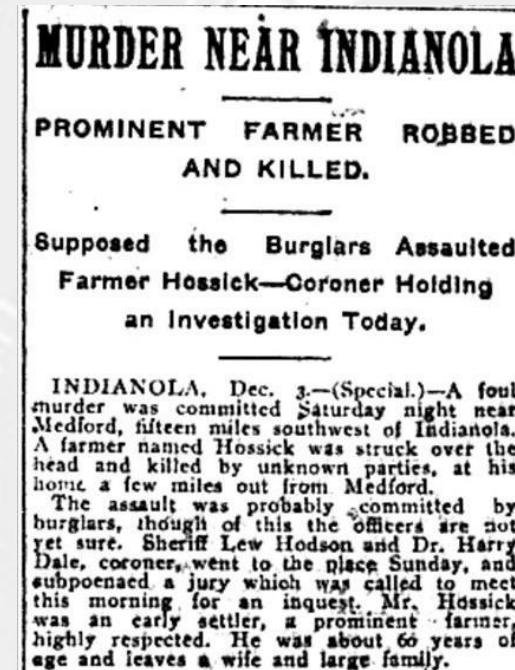 MURDER NEAR INDIANOLA
PROMINENT FARMER ROBBED
AND KILLED.
Supposed the Burglars Assaulted
Farmer Hossick—Coroner Holding
an Investigation Today.
INDIANOLA, Dec. 3.—(Special.)—A foul
murder was committed Saturday night near
Medford, fifteen miles southwest of Indianola.
A farmer named Hossick was struck over the
head and killed by unknown parties, at his
home a few miles out from Medford.
The assault was probably committed by
burglars, though of this the officers are not
yet sure. Sheriff Lew Hodson and Dr. Harry
Dale, coroner, went to the place Sunday, and
subpoenaed a jury which was called to meet
this morning for an inquest. Mr. Hossick
was an early settler, a prominent farmer,
highly respected. He was about 60 years of
age and leaves a wife and large family.